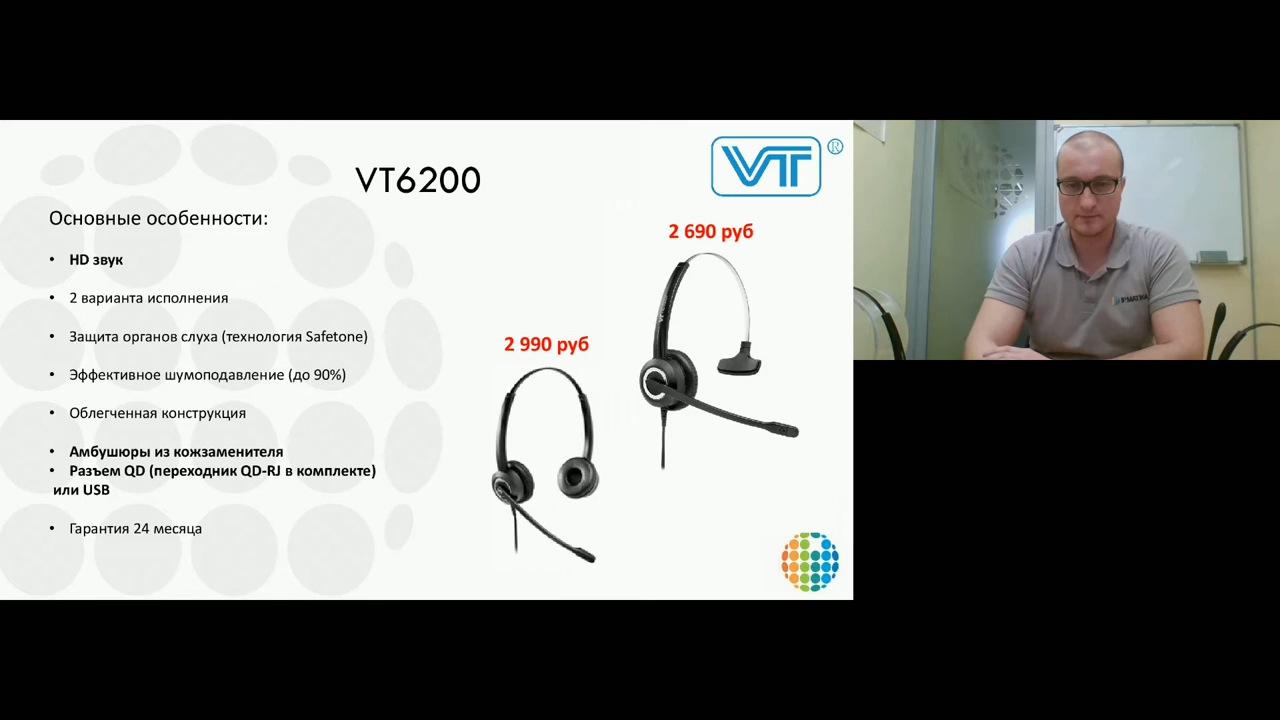 VT6200
VT ®
Основные особенности:
2 690 руб
• HD звук
• 2 варианта исполнения
• Защита органов слуха (технология Safetone)
2 990 руб
• Эффективное шумоподавление (до 90%)
• Облегченная конструкция
• Амбушюры из кожзаменителя
• Разъем QD (переходник QD-RJ в комплекте)
или USB
• Гарантия 24 месяца
IPMATIKA